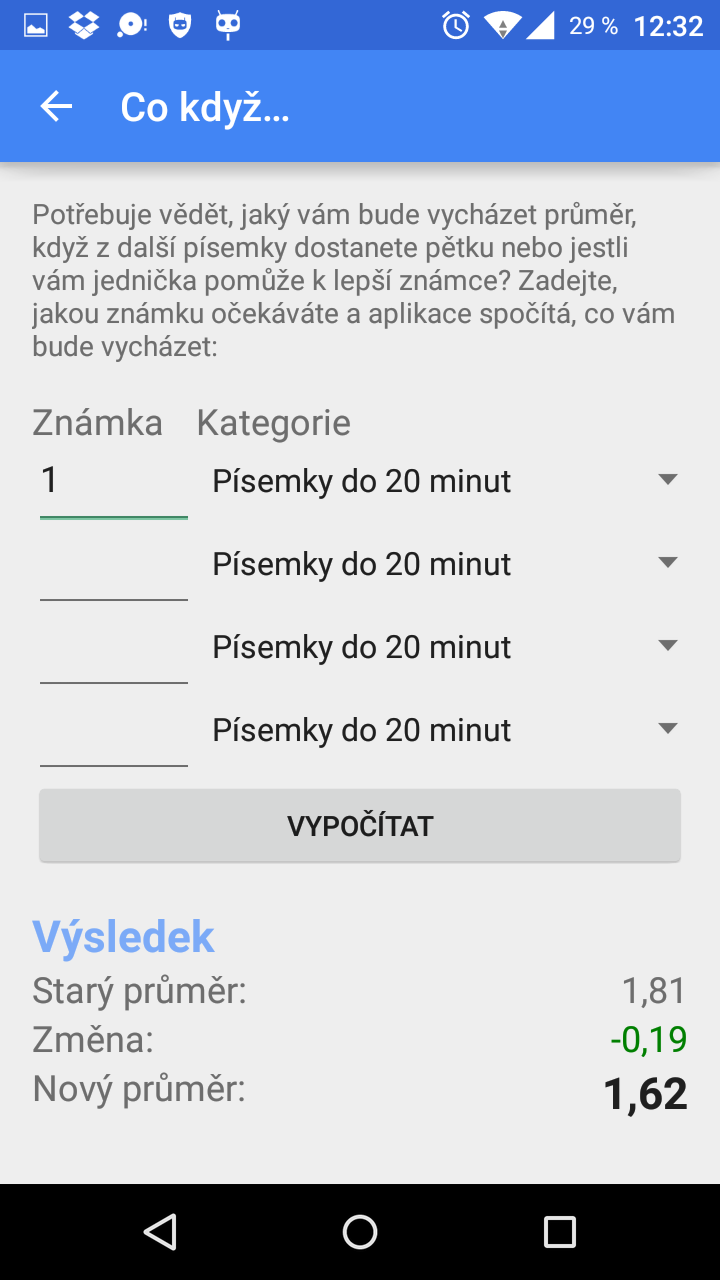 29 % 12:32
Co když…
Potřebuje vědět, jaký vám bude vycházet průměr,
když z další písemky dostanete pětku nebo jestli
vám jednička pomůže k lepší známce? Zadejte,
jakou známku očekáváte a aplikace spočítá, co vám
bude vycházet:
Známka Kategorie
1 Písemky do 20 minut
Písemky do 20 minut
Písemky do 20 minut
Písemky do 20 minut
VYPOČÍTAT
Výsledek
Starý průměr: 1,81
Změna: -0,19
Nový průměr: 1,62